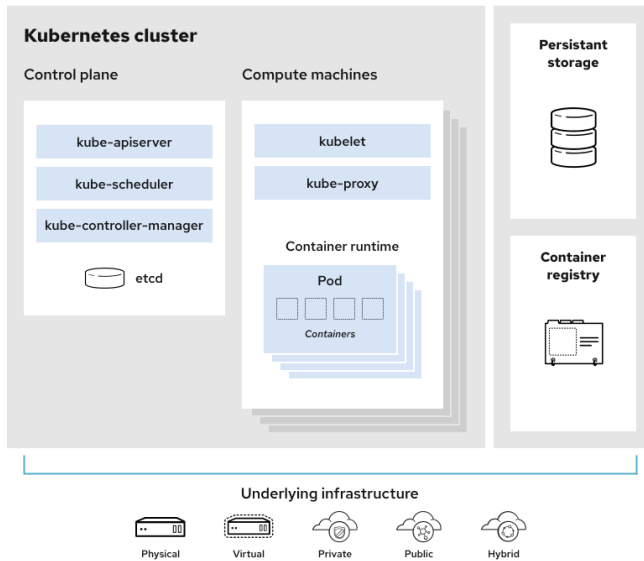 Kubernetes cluster
Control plane
kube-apiserver
kube-scheduler
kube-controller-manager
etcd
Compute machines
kubelet
kube-proxy
Container runtime
Pod
Containers
Persistant
storage
Container
registry
Underlying infrastructure
Physical
Virtual
Private
Public
Hybrid